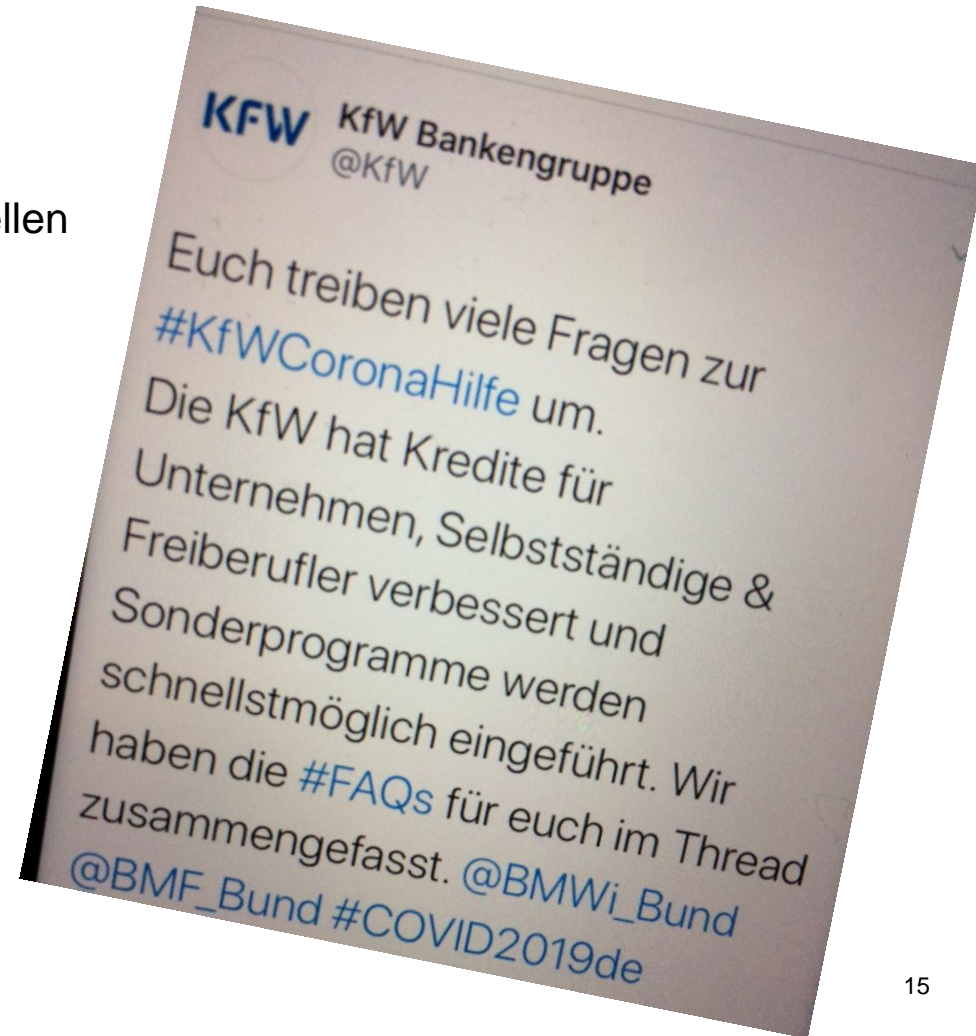 llen
KFW
KfW Bankengruppe
@KfW
Euch treiben viele Fragen zur
#KfWCoronaHilfe um.
Die KfW hat Kredite für
Unternehmen, Selbstständige &
Freiberufler verbessert und
Sonderprogramme werden
schnellstmöglich eingeführt. Wir
haben die #FAQs für euch im Thread
zusammengefasst. @BMWi_Bund
@BMF_Bund #COVID2019de
15